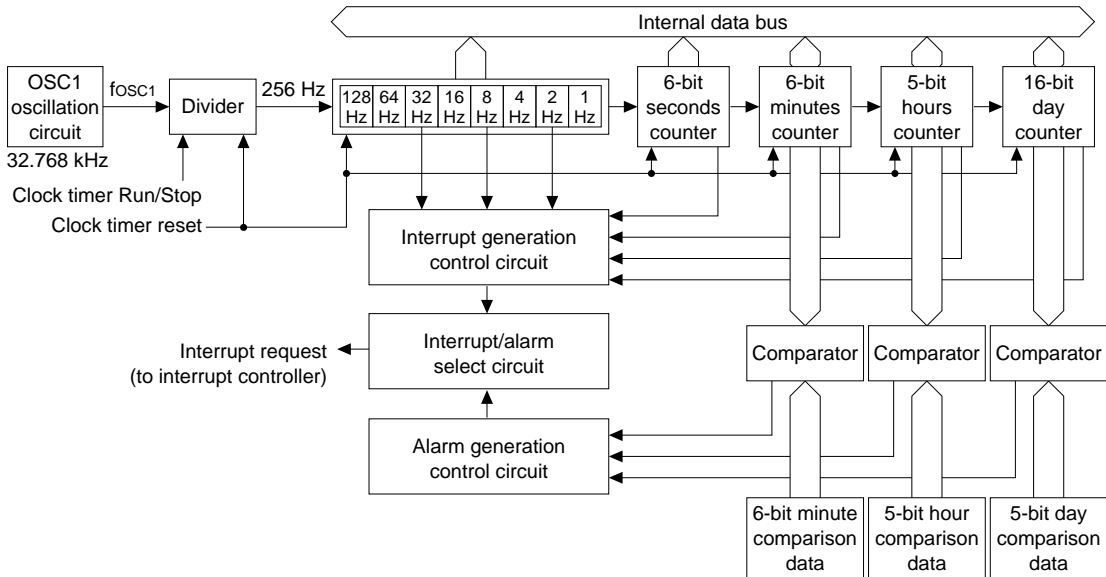 Internal data bus
OSC1
oscillation
circuit
32.768 kHz
fOSC1
Divider
256 Hz
128 Hz
64 Hz
32 Hz
16 Hz
8 Hz
4 Hz
2 Hz
1 Hz
6-bit
seconds
counter
6-bit
minutes
counter
5-bit
hours
counter
16-bit
day
counter
Clock timer Run/Stop
Clock timer reset
Interrupt generation
control circuit
Interrupt/alarm
select circuit
Interrupt request
(to interrupt controller)
Comparator
Comparator
Comparator
Alarm generation
control circuit
6-bit minute
comparison
data
5-bit hour
comparison
data
5-bit day
comparison
data